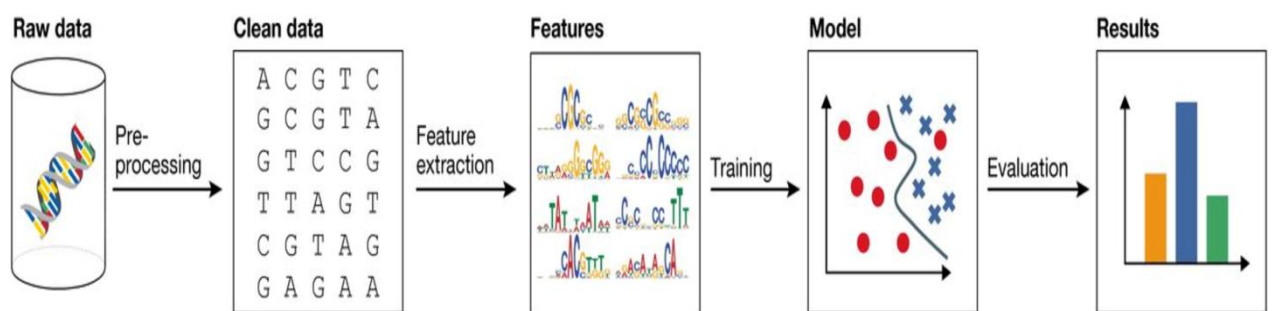 Raw data
Clean data
Features
Model
Results
Pre-
processing
A C G T C
G C G T A
G T C C G
T T A G T
C G T A G
G A G A A
Feature
extraction
Training
Evaluation